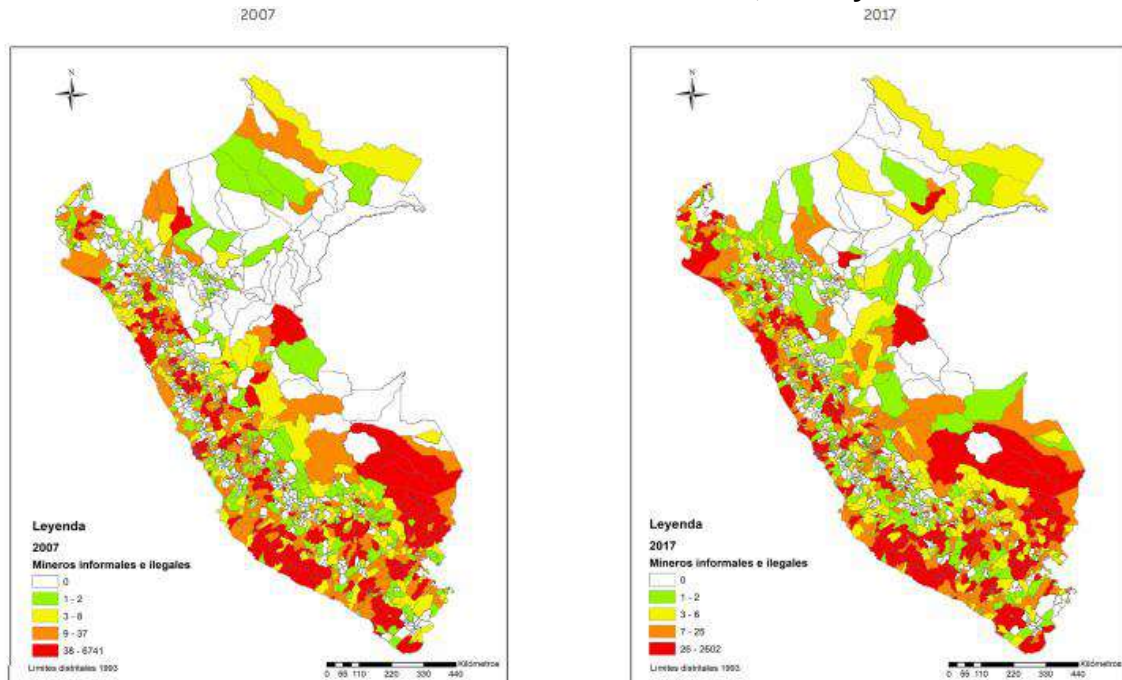 2007
2017
N
N
Leyenda
2007
Mineros informales e ilegales
0
1 - 2
3 - 8
9 - 37
38 - 6741
Limites distritales 1993
Kilómetros
0 55 110 220 330 440
Leyenda
2017
Mineros informales e ilegales
0
1 - 2
3 - 6
7 - 25
26 - 2502
Limites distritales 1993
Kilómetros
0 55 110 220 330 440